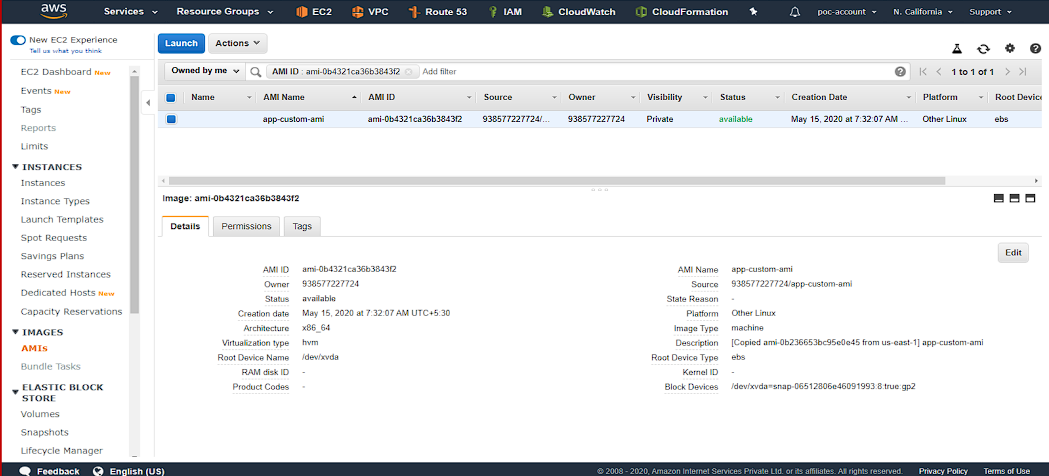 aws Services Resource Groups EC2 VPC Route 53 IAM CloudWatch CloudFormation poc-account N. California Support
New EC2 Experience
Tell us what you think
EC2 Dashboard New
Events New
Tags
Reports
Limits
INSTANCES
Instances
Instance Types
Launch Templates
Spot Requests
Savings Plans
Reserved Instances
Dedicated Hosts New
Capacity Reservations
IMAGES
AMIs
Bundle Tasks
ELASTIC BLOCK
STORE
Volumes
Snapshots
Lifecycle Manager
Launch Actions
Owned by me AMI ID : ami-0b4321ca36b3843f2 Add filter 1 to 1 of 1
Name AMI Name AMI ID Source Owner Visibility Status Creation Date Platform Root Device
app-custom-ami ami-0b4321ca36b3843f2 938577227724/... 938577227724 Private available May 15, 2020 at 7:32:07 AM ... Other Linux ebs
Image: ami-0b4321ca36b3843f2
Details Permissions Tags
Edit
AMI ID ami-0b4321ca36b3843f2 AMI Name app-custom-ami
Owner 938577227724 Source 938577227724/app-custom-ami
Status available State Reason -
Creation date May 15, 2020 at 7:32:07 AM UTC+5:30 Platform Other Linux
Architecture x86_64 Image Type machine
Virtualization type hvm Description [Copied ami-0b236653bc95e0e45 from us-east-1] app-custom-ami
Root Device Name /dev/xvda Root Device Type ebs
RAM disk ID - Kernel ID -
Product Codes - Block Devices /dev/xvda=snap-06512806e46091993:8:true:gp2
Feedback English (US) © 2008 - 2020, Amazon Internet Services Private Ltd. or its affiliates. All rights reserved. Privacy Policy Terms of Use